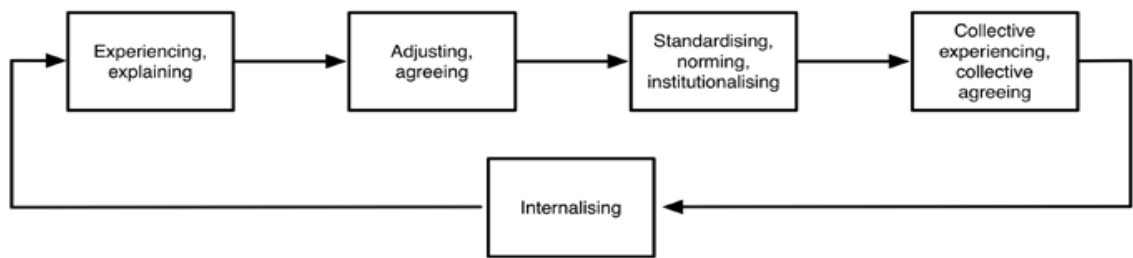 Experiencing,
explaining
Adjusting,
agreeing
Standardising,
norming,
institutionalising
Collective
experiencing,
collective
agreeing
Internalising